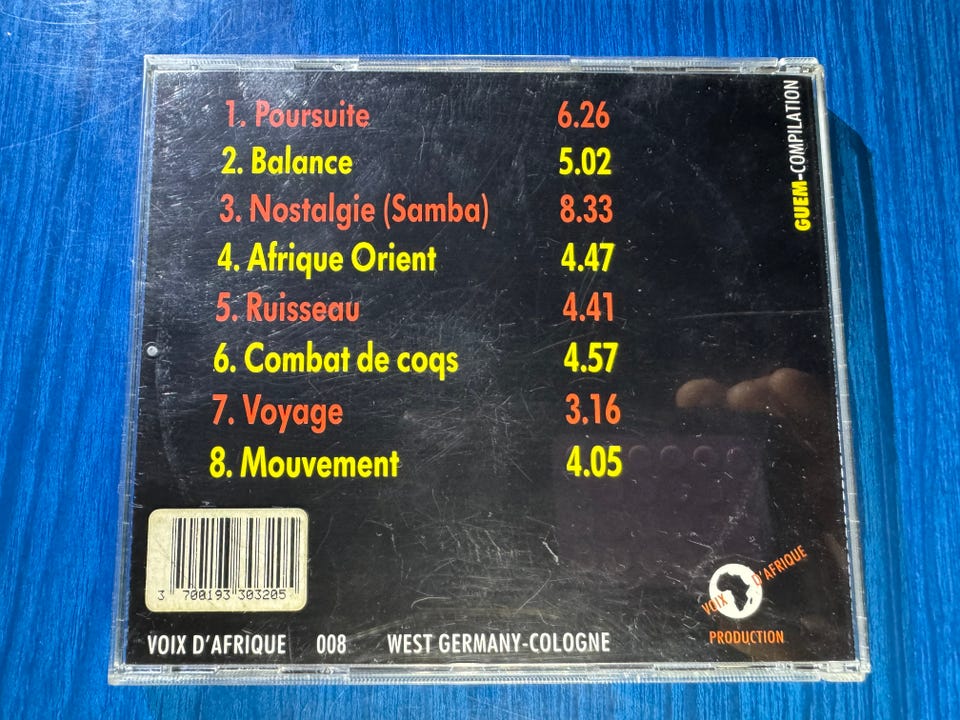 1. Poursuite 6.26
2. Balance 5.02
3. Nostalgie (Samba) 8.33
4. Afrique Orient 4.47
5. Ruisseau 4.41
6. Combat de coqs 4.57
7. Voyage 3.16
8. Mouvement 4.05
GUEM-COMPILATION
3 700193 303205
VOIX D'AFRIQUE
PRODUCTION
VOIX D'AFRIQUE 008 WEST GERMANY-COLOGNE